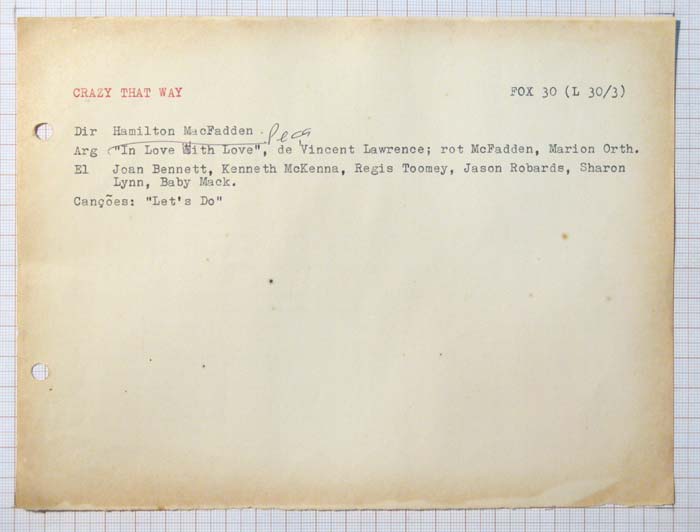 CRAZY THAT WAY FOX 30 (L 30/3)
Dir Hamilton MacFadden. peça
Arg "In Love With Love", de Vincent Lawrence; rot McFadden, Marion Orth.
El Joan Bennett, Kenneth McKenna, Regis Toomey, Jason Robards, Sharon
Lynn, Baby Mack.
Canções: "Let's Do"